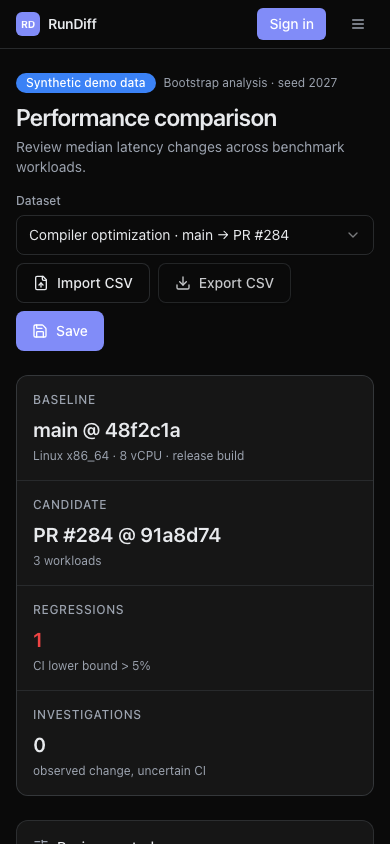 RD RunDiff Sign in
Synthetic demo data Bootstrap analysis · seed 2027
Performance comparison
Review median latency changes across benchmark
workloads.
Dataset
Compiler optimization · main → PR #284
Import CSV Export CSV
Save
BASELINE
main @ 48f2c1a
Linux x86_64 · 8 vCPU · release build
CANDIDATE
PR #284 @ 91a8d74
3 workloads
REGRESSIONS
1
CI lower bound > 5%
INVESTIGATIONS
0
observed change, uncertain CI